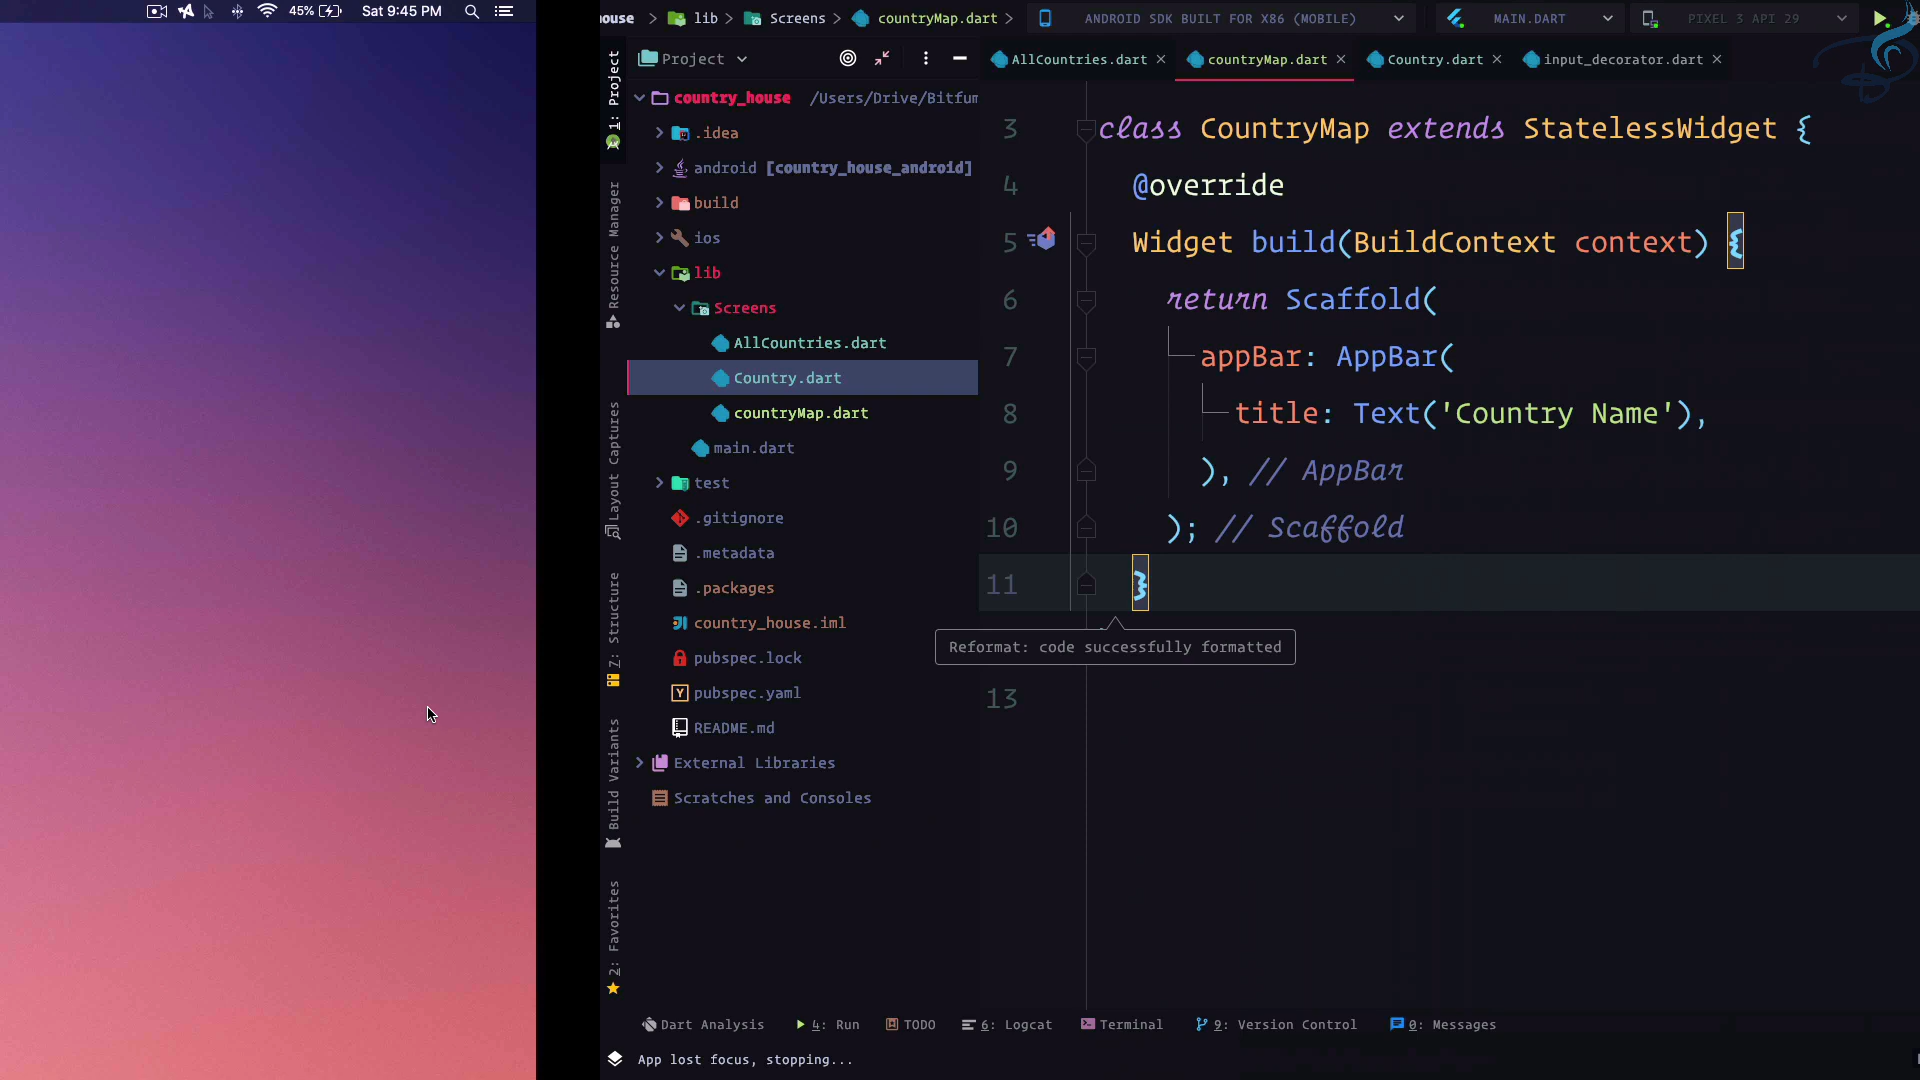 45% Sat 9:45 PM
lib Screens countryMap.dart ANDROID SDK BUILT FOR X86 (MOBILE) MAIN.DART PIXEL 3 API 29
Project
AllCountries.dart countryMap.dart Country.dart input_decorator.dart
1: Project
Resource Manager
Layout Captures
7: Structure
Build Variants
2: Favorites
country_house /Users/Drive/Bitfum
.idea
android [country_house_android]
build
ios
lib
Screens
AllCountries.dart
Country.dart
countryMap.dart
main.dart
test
.gitignore
.metadata
.packages
country_house.iml
pubspec.lock
pubspec.yaml
README.md
External Libraries
Scratches and Consoles
3 class CountryMap extends StatelessWidget {
4 @override
5 Widget build(BuildContext context) {
6 return Scaffold(
7 appBar: AppBar(
8 title: Text('Country Name'),
9 ), // AppBar
10 ); // Scaffold
11 }
Reformat: code successfully formatted
13
Dart Analysis 4: Run TODO 6: Logcat Terminal 9: Version Control 0: Messages
App lost focus, stopping...